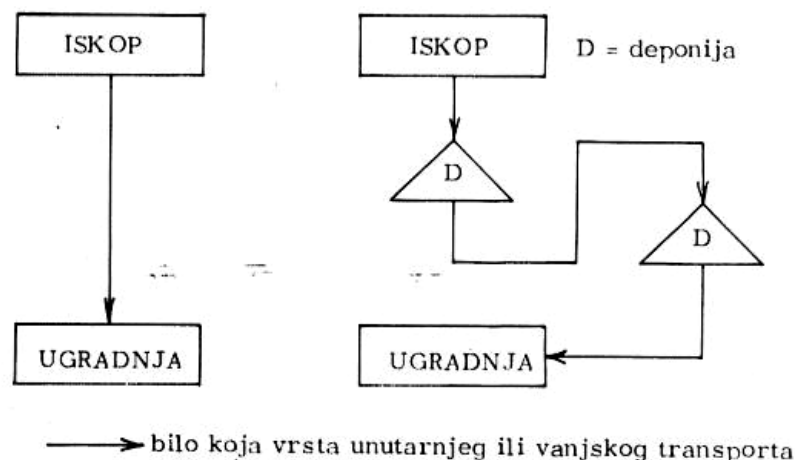 ISKOP
ISKOP
D = deponija
D
D
UGRADNJA
UGRADNJA
bilo koja vrsta unutarnjeg ili vanjskog transporta